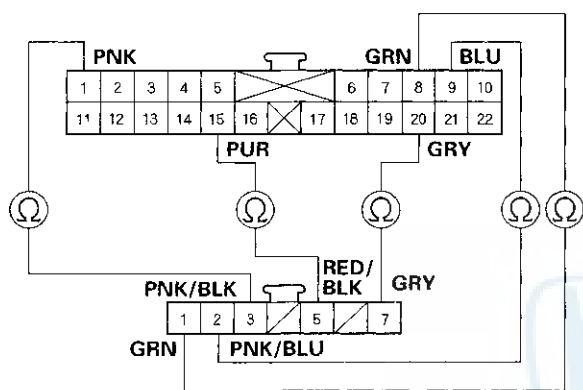 PNK GRN BLU
1 2 3 4 5 6 7 8 9 10
11 12 13 14 15 16 17 18 19 20 21 22
PUR GRY
Ω Ω Ω Ω Ω
RED/
PNK/BLK BLK GRY
1 2 3 5 7
GRN PNK/BLU